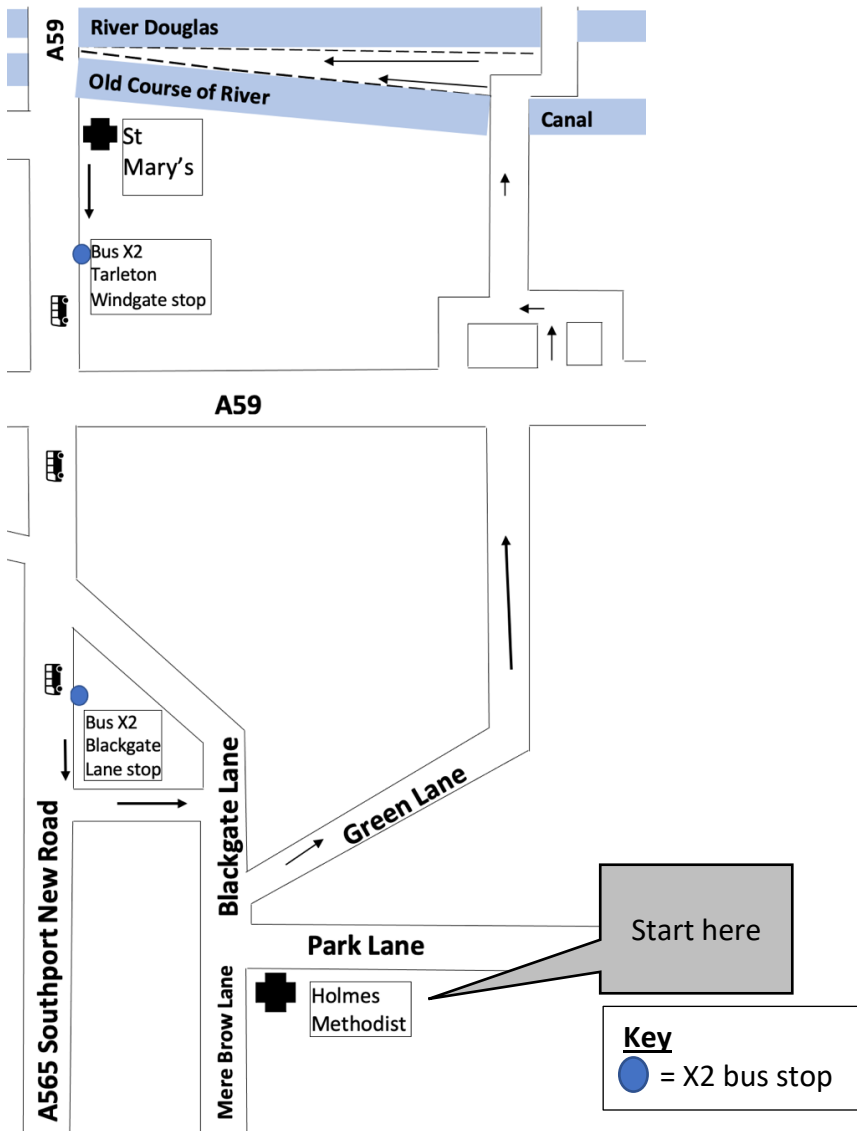 River Douglas
A59
Old Course of River
Canal
St
Mary's
Bus X2
Tarleton
Windgate stop
A59
Bus X2
Blackgate
Lane stop
Blackgate Lane
Green Lane
A565 Southport New Road
Park Lane
Start here
Mere Brow Lane
Holmes
Methodist
Key
= X2 bus stop